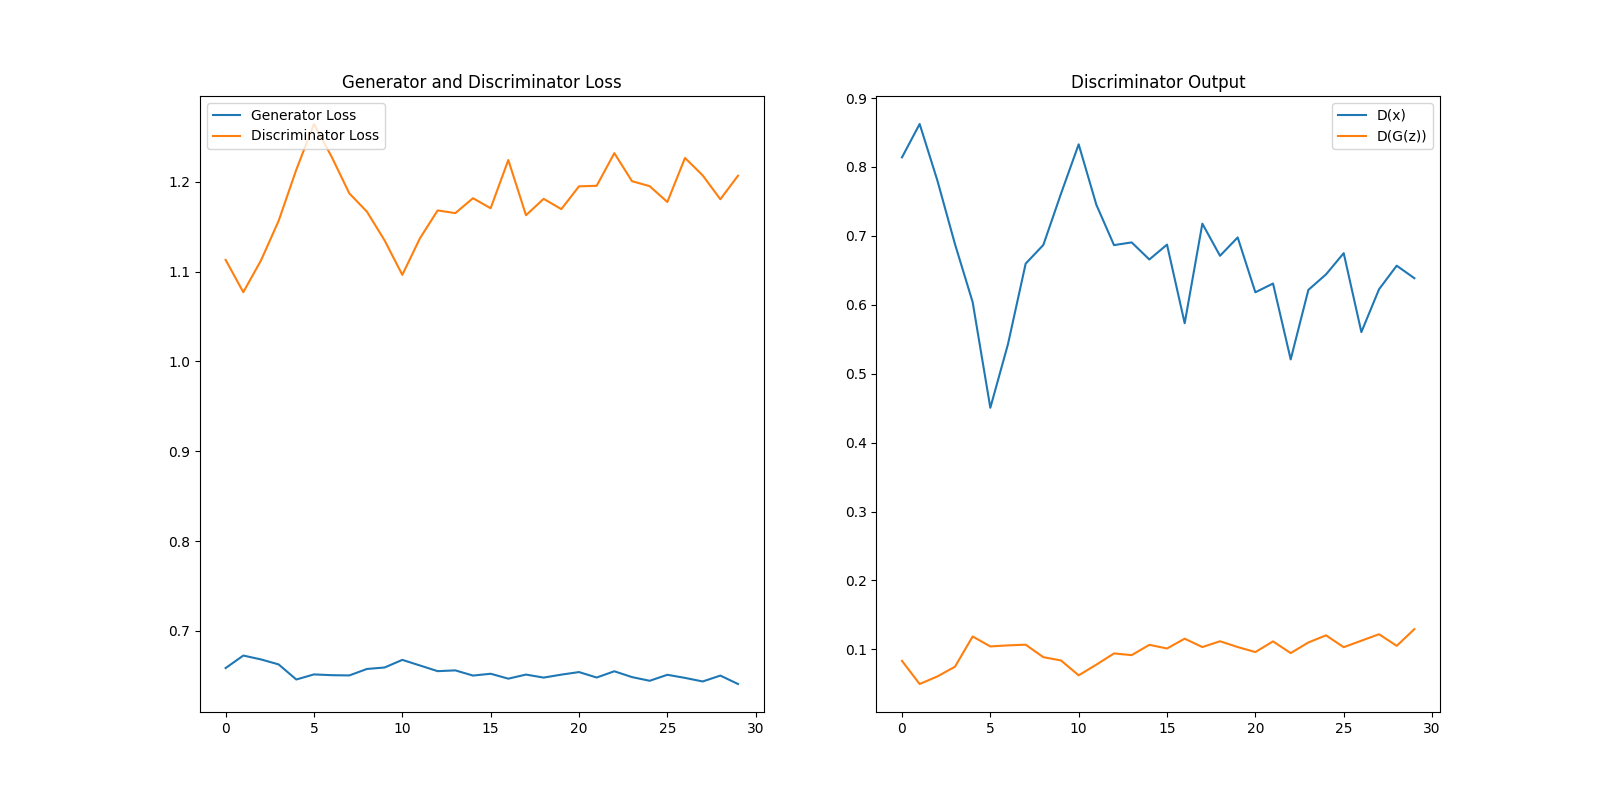 Generator and Discriminator Loss
Generator Loss
Discriminator Loss
1.2
1.1
1.0
0.9
0.8
0.7
0 5 10 15 20 25 30
Discriminator Output
D(x)
D(G(z))
0.9
0.8
0.7
0.6
0.5
0.4
0.3
0.2
0.1
0 5 10 15 20 25 30